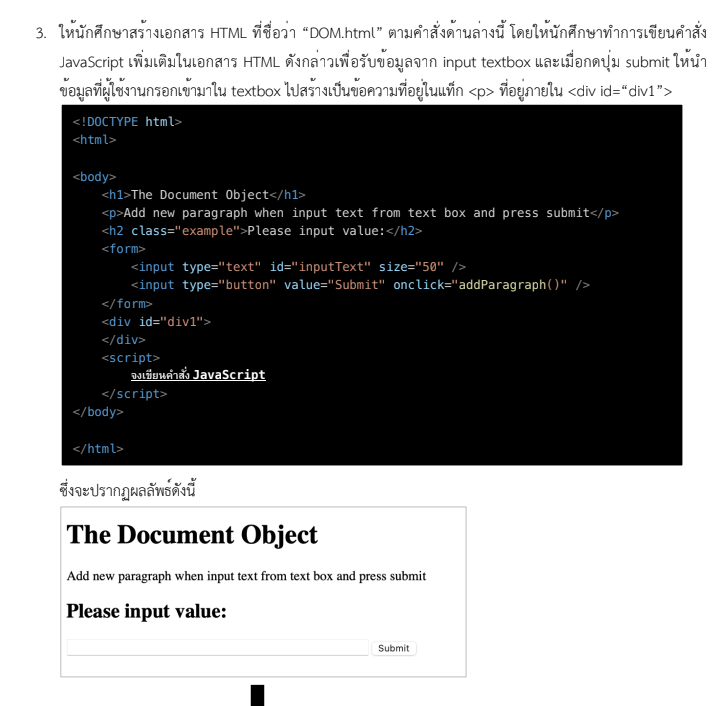 3. ให้นักศึกษาสร้างเอกสาร HTML ที่ชื่อว่า “DOM.html” ตามคำสั่งด้านล่างนี้ โดยให้นักศึกษาทำการเขียนคำสั่ง
JavaScript เพิ่มเติมในเอกสาร HTML ดังกล่าวเพื่อรับข้อมูลจาก input textbox และเมื่อกดปุ่ม submit ให้นำ
ข้อมูลที่ผู้ใช้งานกรอกเข้ามาใน textbox ไปสร้างเป็นข้อความที่อยู่ในแท็ก <p> ที่อยู่ภายใน <div id=“div1”>
<!DOCTYPE html>
<html>
<body>
<h1>The Document Object</h1>
<p>Add new paragraph when input text from text box and press submit</p>
<h2 class="example">Please input value:</h2>
<form>
<input type="text" id="inputText" size="50" />
<input type="button" value="Submit" onclick="addParagraph()" />
</form>
<div id="div1">
</div>
<script>
จงเขียนคำสั่ง JavaScript
</script>
</body>
</html>
ซึ่งจะปรากฏผลลัพธ์ดังนี้
The Document Object
Add new paragraph when input text from text box and press submit
Please input value:
Submit